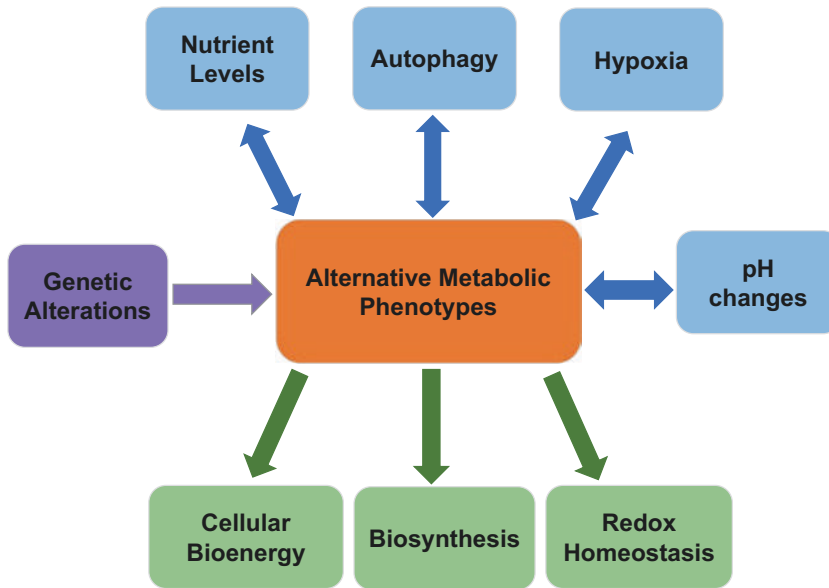 Nutrient
Levels
Autophagy
Hypoxia
Genetic
Alterations
Alternative Metabolic
Phenotypes
pH
changes
Cellular
Bioenergy
Biosynthesis
Redox
Homeostasis